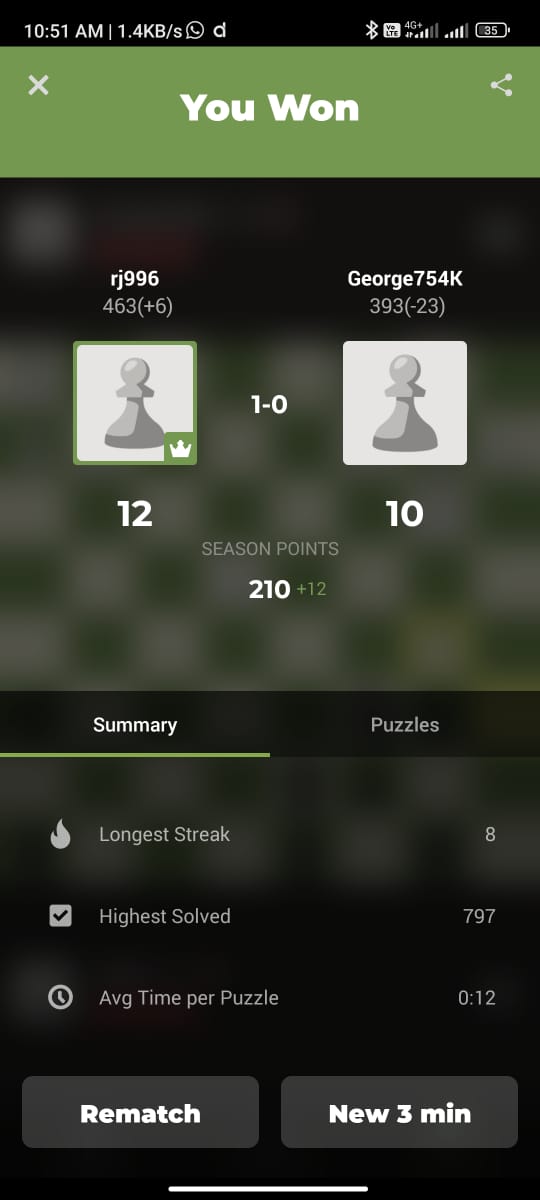 10:51 AM | 1.4KB/s d Vo LTE 4G+ 35
You Won
rj996 George754K
463(+6) 393(-23)
1-0
12 10
SEASON POINTS
210 +12
Summary Puzzles
Longest Streak 8
Highest Solved 797
Avg Time per Puzzle 0:12
Rematch New 3 min